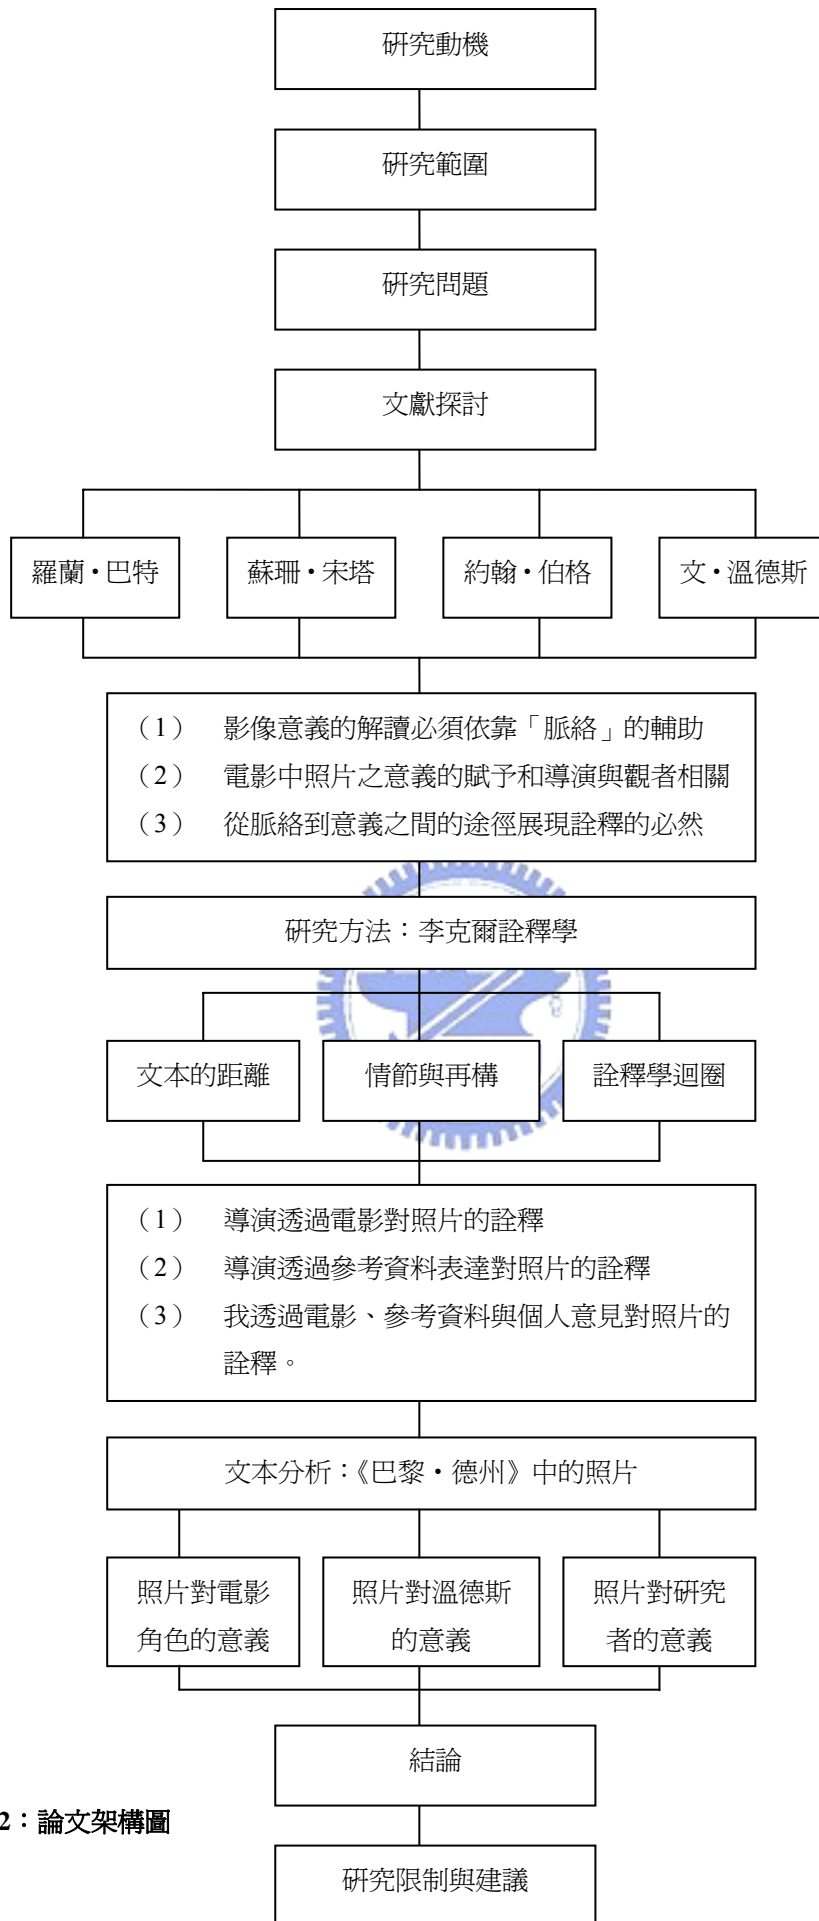 研究動機
研究範圍
研究問題
文獻探討
羅蘭・巴特
蘇珊・宋塔
約翰・伯格
文・溫德斯
（1） 影像意義的解讀必須依靠「脈絡」的輔助
（2） 電影中照片之意義的賦予和導演與觀者相關
（3） 從脈絡到意義之間的途徑展現詮釋的必然
研究方法：李克爾詮釋學
文本的距離
情節與再構
詮釋學迴圈
（1） 導演透過電影對照片的詮釋
（2） 導演透過參考資料表達對照片的詮釋
（3） 我透過電影、參考資料與個人意見對照片的
詮釋。
文本分析：《巴黎・德州》中的照片
照片對電影
角色的意義
照片對溫德斯
的意義
照片對研究
者的意義
結論
2：論文架構圖
研究限制與建議